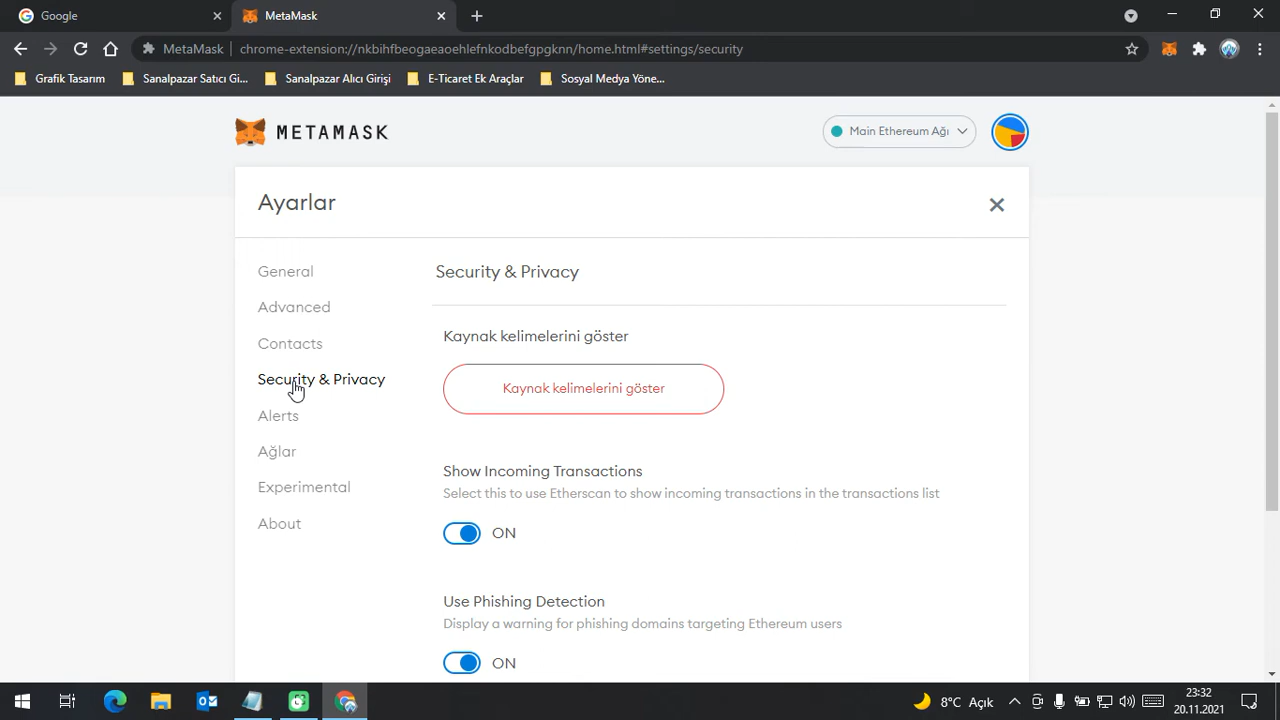 Google
MetaMask
MetaMask
chrome-extension://nkbihfbeogaeaoehlefnkodbefgpgknn/home.html#settings/security
Grafik Tasarım
Sanalpazar Satıcı Gi...
Sanalpazar Alıcı Girişi
E-Ticaret Ek Araçlar
Sosyal Medya Yöne...
METAMASK
Main Ethereum Ağı
Ayarlar
General
Advanced
Contacts
Security & Privacy
Alerts
Ağlar
Experimental
About
Security & Privacy
Kaynak kelimelerini göster
Kaynak kelimelerini göster
Show Incoming Transactions
Select this to use Etherscan to show incoming transactions in the transactions list
ON
Use Phishing Detection
Display a warning for phishing domains targeting Ethereum users
ON
8°C Açık
23:32
20.11.2021